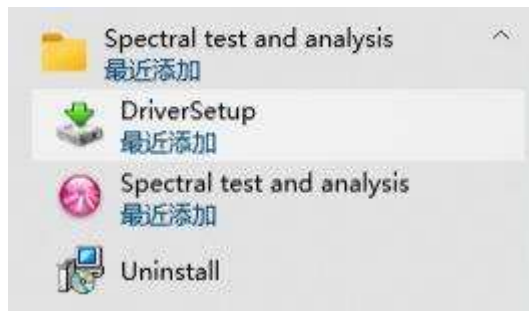 Spectral test and analysis
最近添加
DriverSetup
最近添加
Spectral test and analysis
最近添加
Uninstall